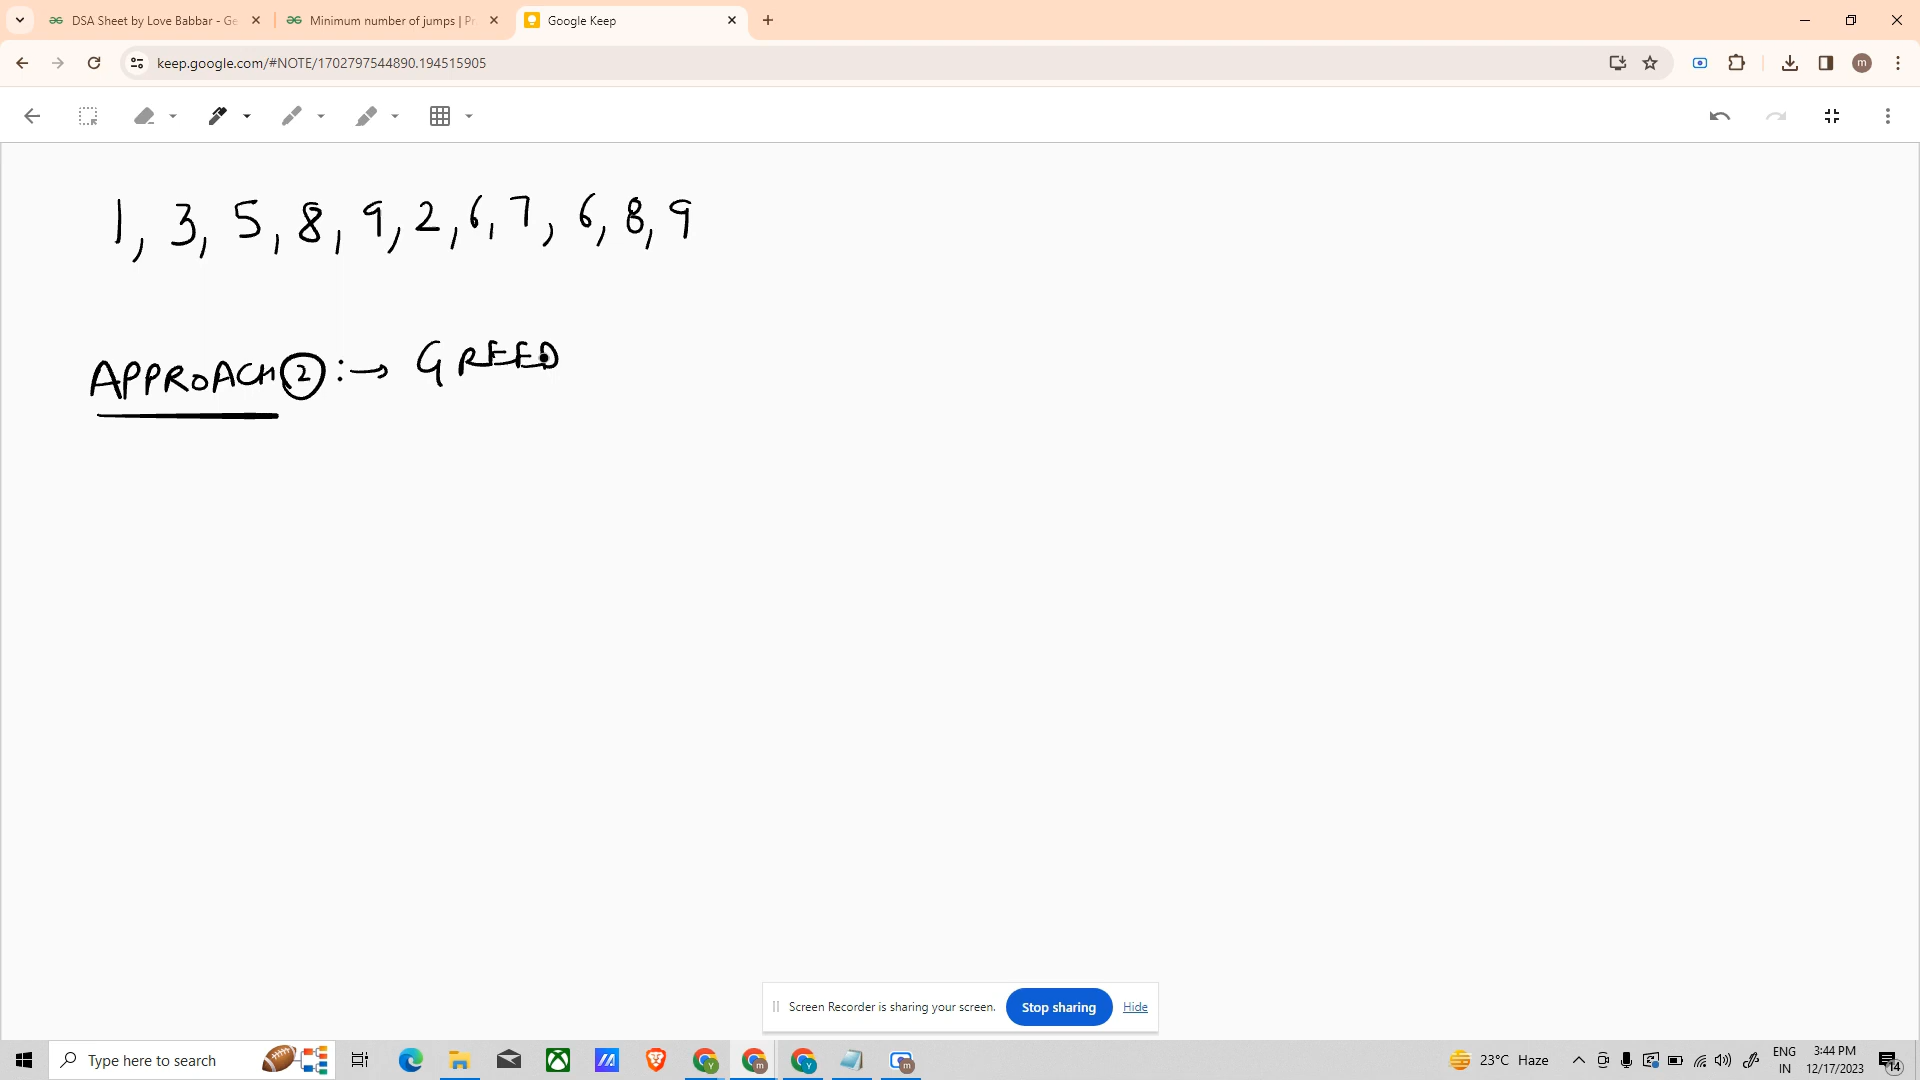 DSA Sheet by Love Babbar - Ge
Minimum number of jumps | Pr
Google Keep
keep.google.com/#NOTE/1702797544890.194515905
m
1, 3, 5, 8, 9, 2, 6, 7, 6, 8, 9
APPROACH 2 :→ GREED
Screen Recorder is sharing your screen.
Stop sharing
Hide
Type here to search
23°C Haze
ENG
IN
3:44 PM
12/17/2023
14